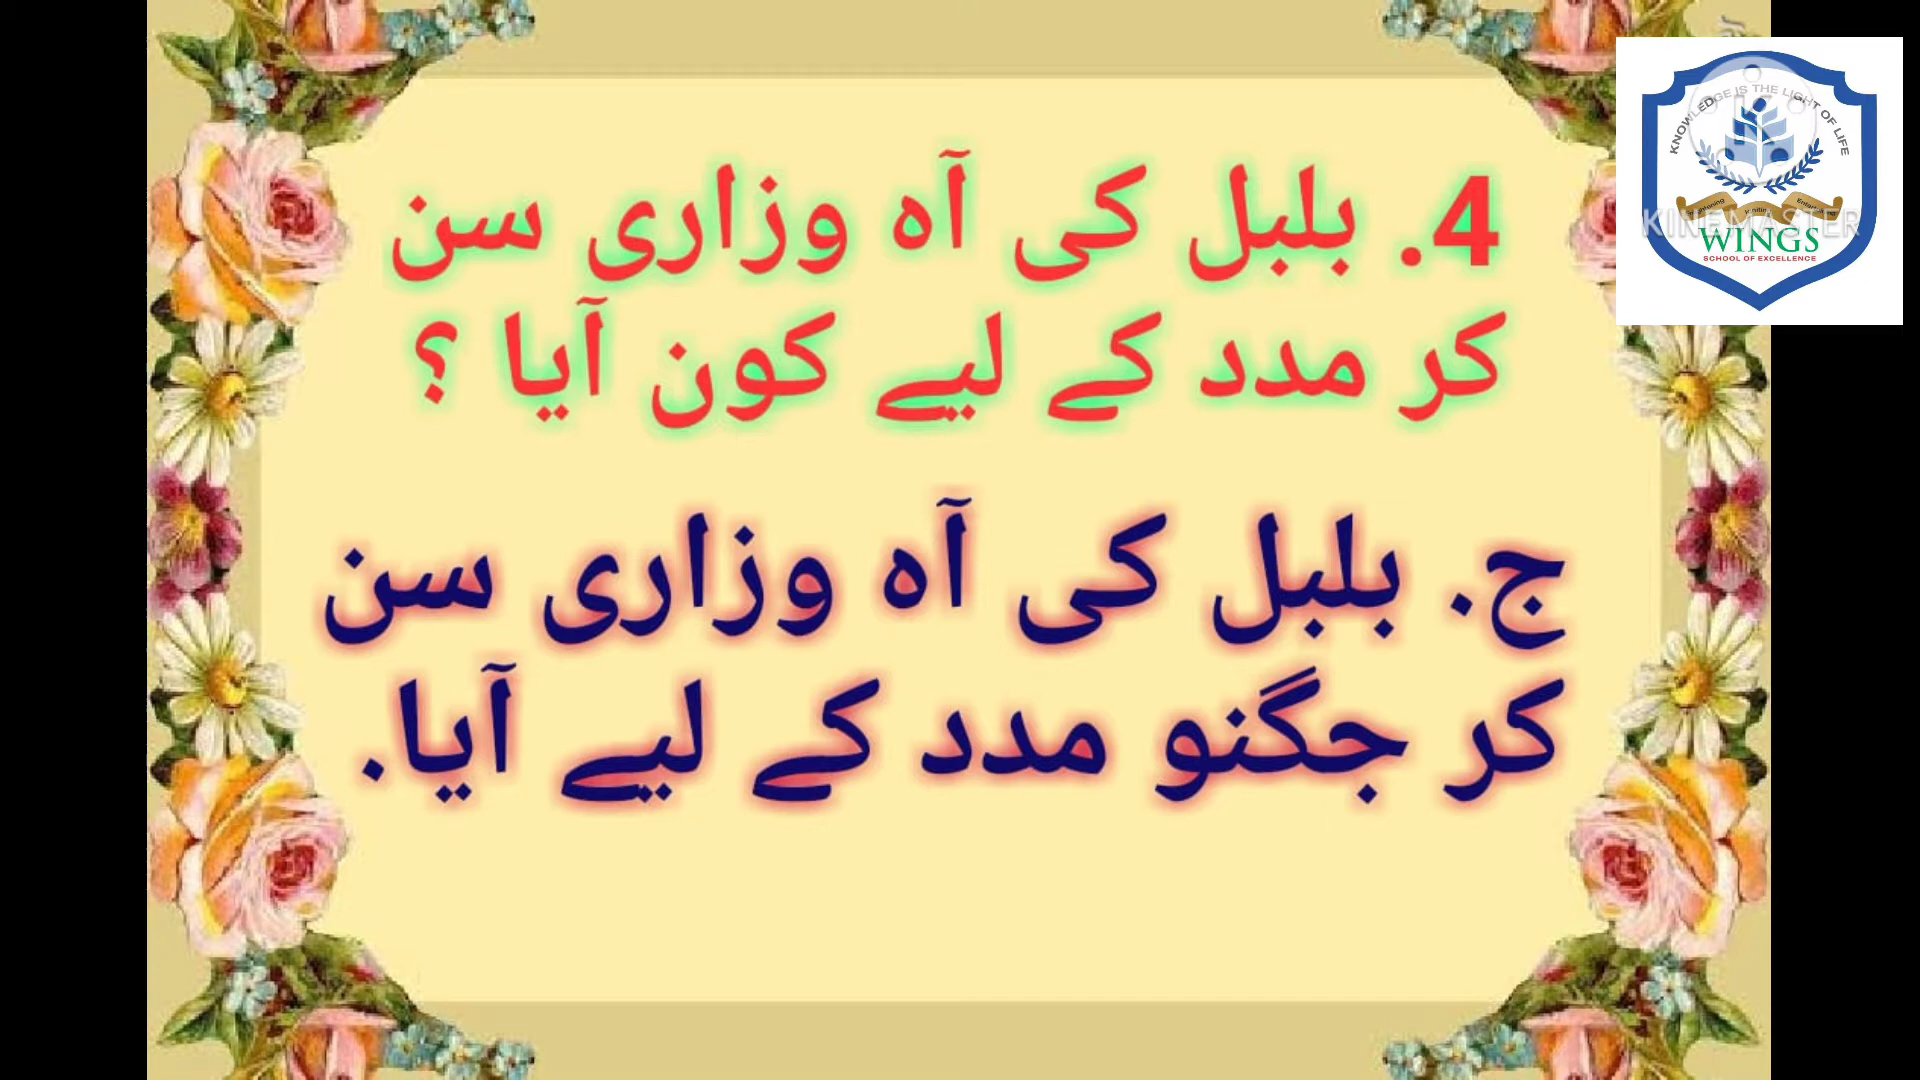 4. بلبل کی آہ وزاری سن
کر مدد کے لیے کون آیا ؟
ج. بلبل کی آہ وزاری سن
کر جگنو مدد کے لیے آیا.
KNOWLEDGE IS THE LIGHT OF LIFE
KINEMASTER
WINGS
SCHOOL OF EXCELLENCE